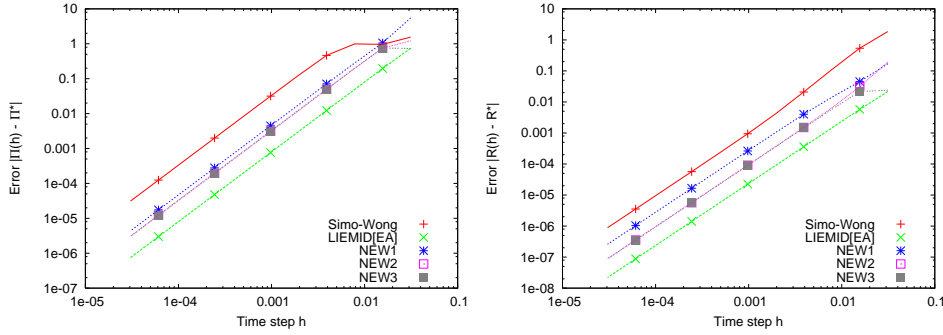 10
1
0.1
0.01
0.001
1e-04
1e-05
1e-06
1e-07
1e-05
1e-04
0.001
0.01
0.1
Error |Π(h) - Π*|
Time step h
Simo-Wong
LIEMID[EA]
NEW1
NEW2
NEW3
10
1
0.1
0.01
0.001
1e-04
1e-05
1e-06
1e-07
1e-08
1e-05
1e-04
0.001
0.01
0.1
Error |R(h) - R*|
Time step h
Simo-Wong
LIEMID[EA]
NEW1
NEW2
NEW3